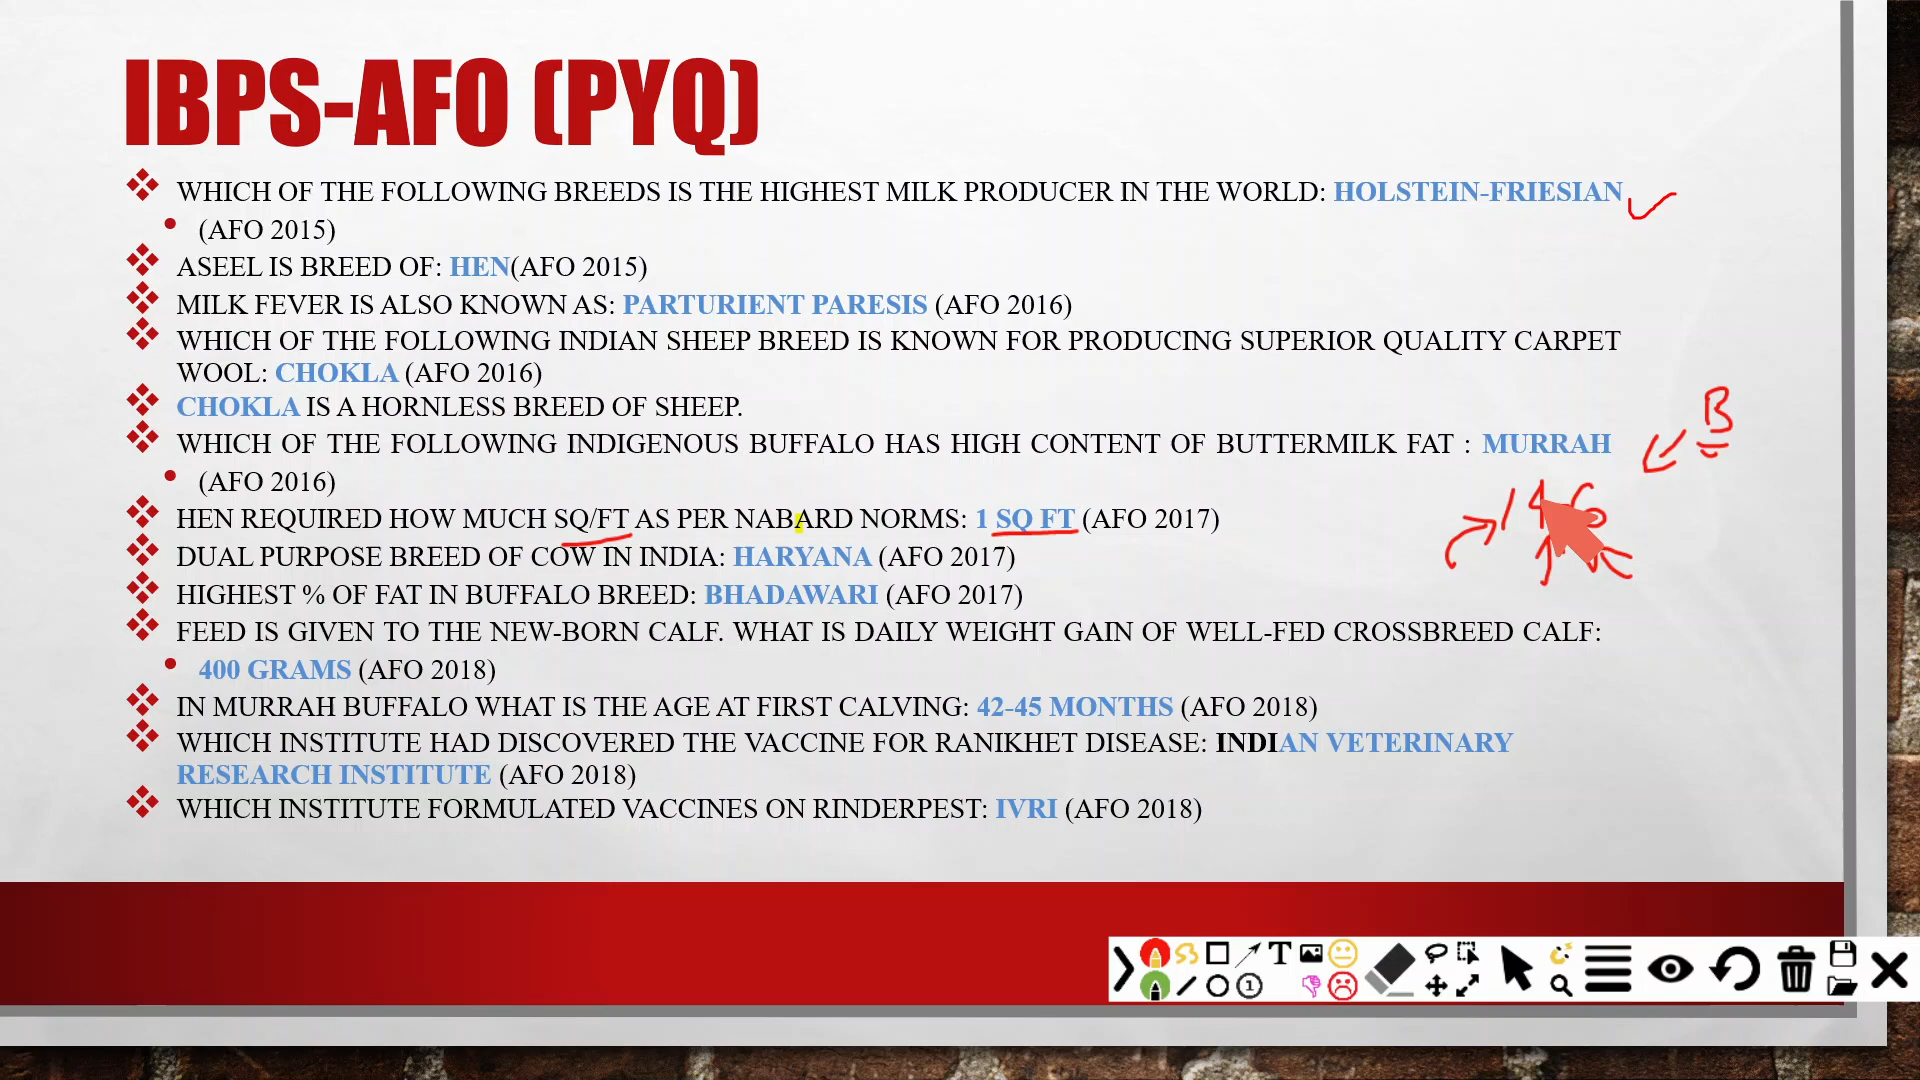 IBPS-AFO (PYQ)
WHICH OF THE FOLLOWING BREEDS IS THE HIGHEST MILK PRODUCER IN THE WORLD: HOLSTEIN-FRIESIAN
(AFO 2015)
ASEEL IS BREED OF: HEN(AFO 2015)
MILK FEVER IS ALSO KNOWN AS: PARTURIENT PARESIS (AFO 2016)
WHICH OF THE FOLLOWING INDIAN SHEEP BREED IS KNOWN FOR PRODUCING SUPERIOR QUALITY CARPET
WOOL: CHOKLA (AFO 2016)
CHOKLA IS A HORNLESS BREED OF SHEEP.
B
WHICH OF THE FOLLOWING INDIGENOUS BUFFALO HAS HIGH CONTENT OF BUTTERMILK FAT : MURRAH
(AFO 2016)
HEN REQUIRED HOW MUCH SQ/FT AS PER NABARD NORMS: 1 SQ FT (AFO 2017)
DUAL PURPOSE BREED OF COW IN INDIA: HARYANA (AFO 2017)
HIGHEST % OF FAT IN BUFFALO BREED: BHADAWARI (AFO 2017)
FEED IS GIVEN TO THE NEW-BORN CALF. WHAT IS DAILY WEIGHT GAIN OF WELL-FED CROSSBREED CALF:
400 GRAMS (AFO 2018)
IN MURRAH BUFFALO WHAT IS THE AGE AT FIRST CALVING: 42-45 MONTHS (AFO 2018)
WHICH INSTITUTE HAD DISCOVERED THE VACCINE FOR RANIKHET DISEASE: INDIAN VETERINARY
RESEARCH INSTITUTE (AFO 2018)
WHICH INSTITUTE FORMULATED VACCINES ON RINDERPEST: IVRI (AFO 2018)